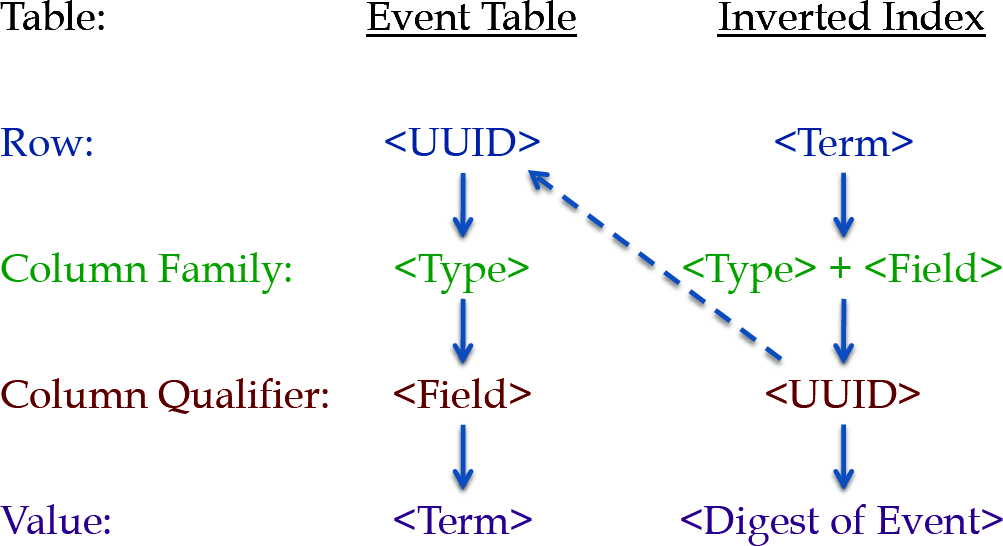 Table: Event Table Inverted Index
Row: <UUID> <Term>
Column Family: <Type> <Type> + <Field>
Column Qualifier: <Field> <UUID>
Value: <Term> <Digest of Event>